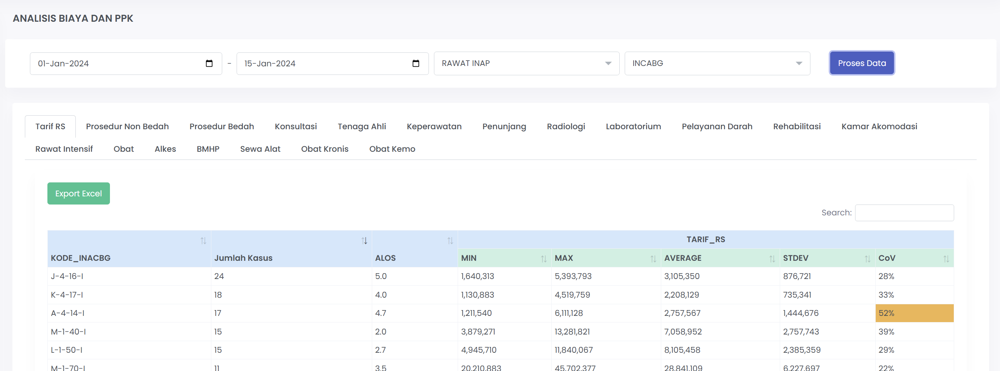 ANALISIS BIAYA DAN PPK
01-Jan-2024 - 15-Jan-2024 RAWAT INAP INCABG Proses Data
Tarif RS Prosedur Non Bedah Prosedur Bedah Konsultasi Tenaga Ahli Keperawatan Penunjang Radiologi Laboratorium Pelayanan Darah Rehabilitasi Kamar Akomodasi
Rawat Intensif Obat Alkes BMHP Sewa Alat Obat Kronis Obat Kemo
Export Excel
Search:
TARIF_RS
KODE_INACBG Jumlah Kasus ALOS MIN MAX AVERAGE STDEV CoV
J-4-16-I 24 5.0 1,640,313 5,393,793 3,105,350 876,721 28%
K-4-17-I 18 4.0 1,130,883 4,519,759 2,208,129 735,341 33%
A-4-14-I 17 4.7 1,211,540 6,111,128 2,757,567 1,444,676 52%
M-1-40-I 15 2.0 3,879,271 13,281,821 7,058,952 2,757,743 39%
L-1-50-I 15 2.7 4,945,710 11,840,067 8,105,458 2,385,359 29%
M-1-70-I 11 3.5 20,210,883 45,702,377 28,841,109 6,227,697 22%